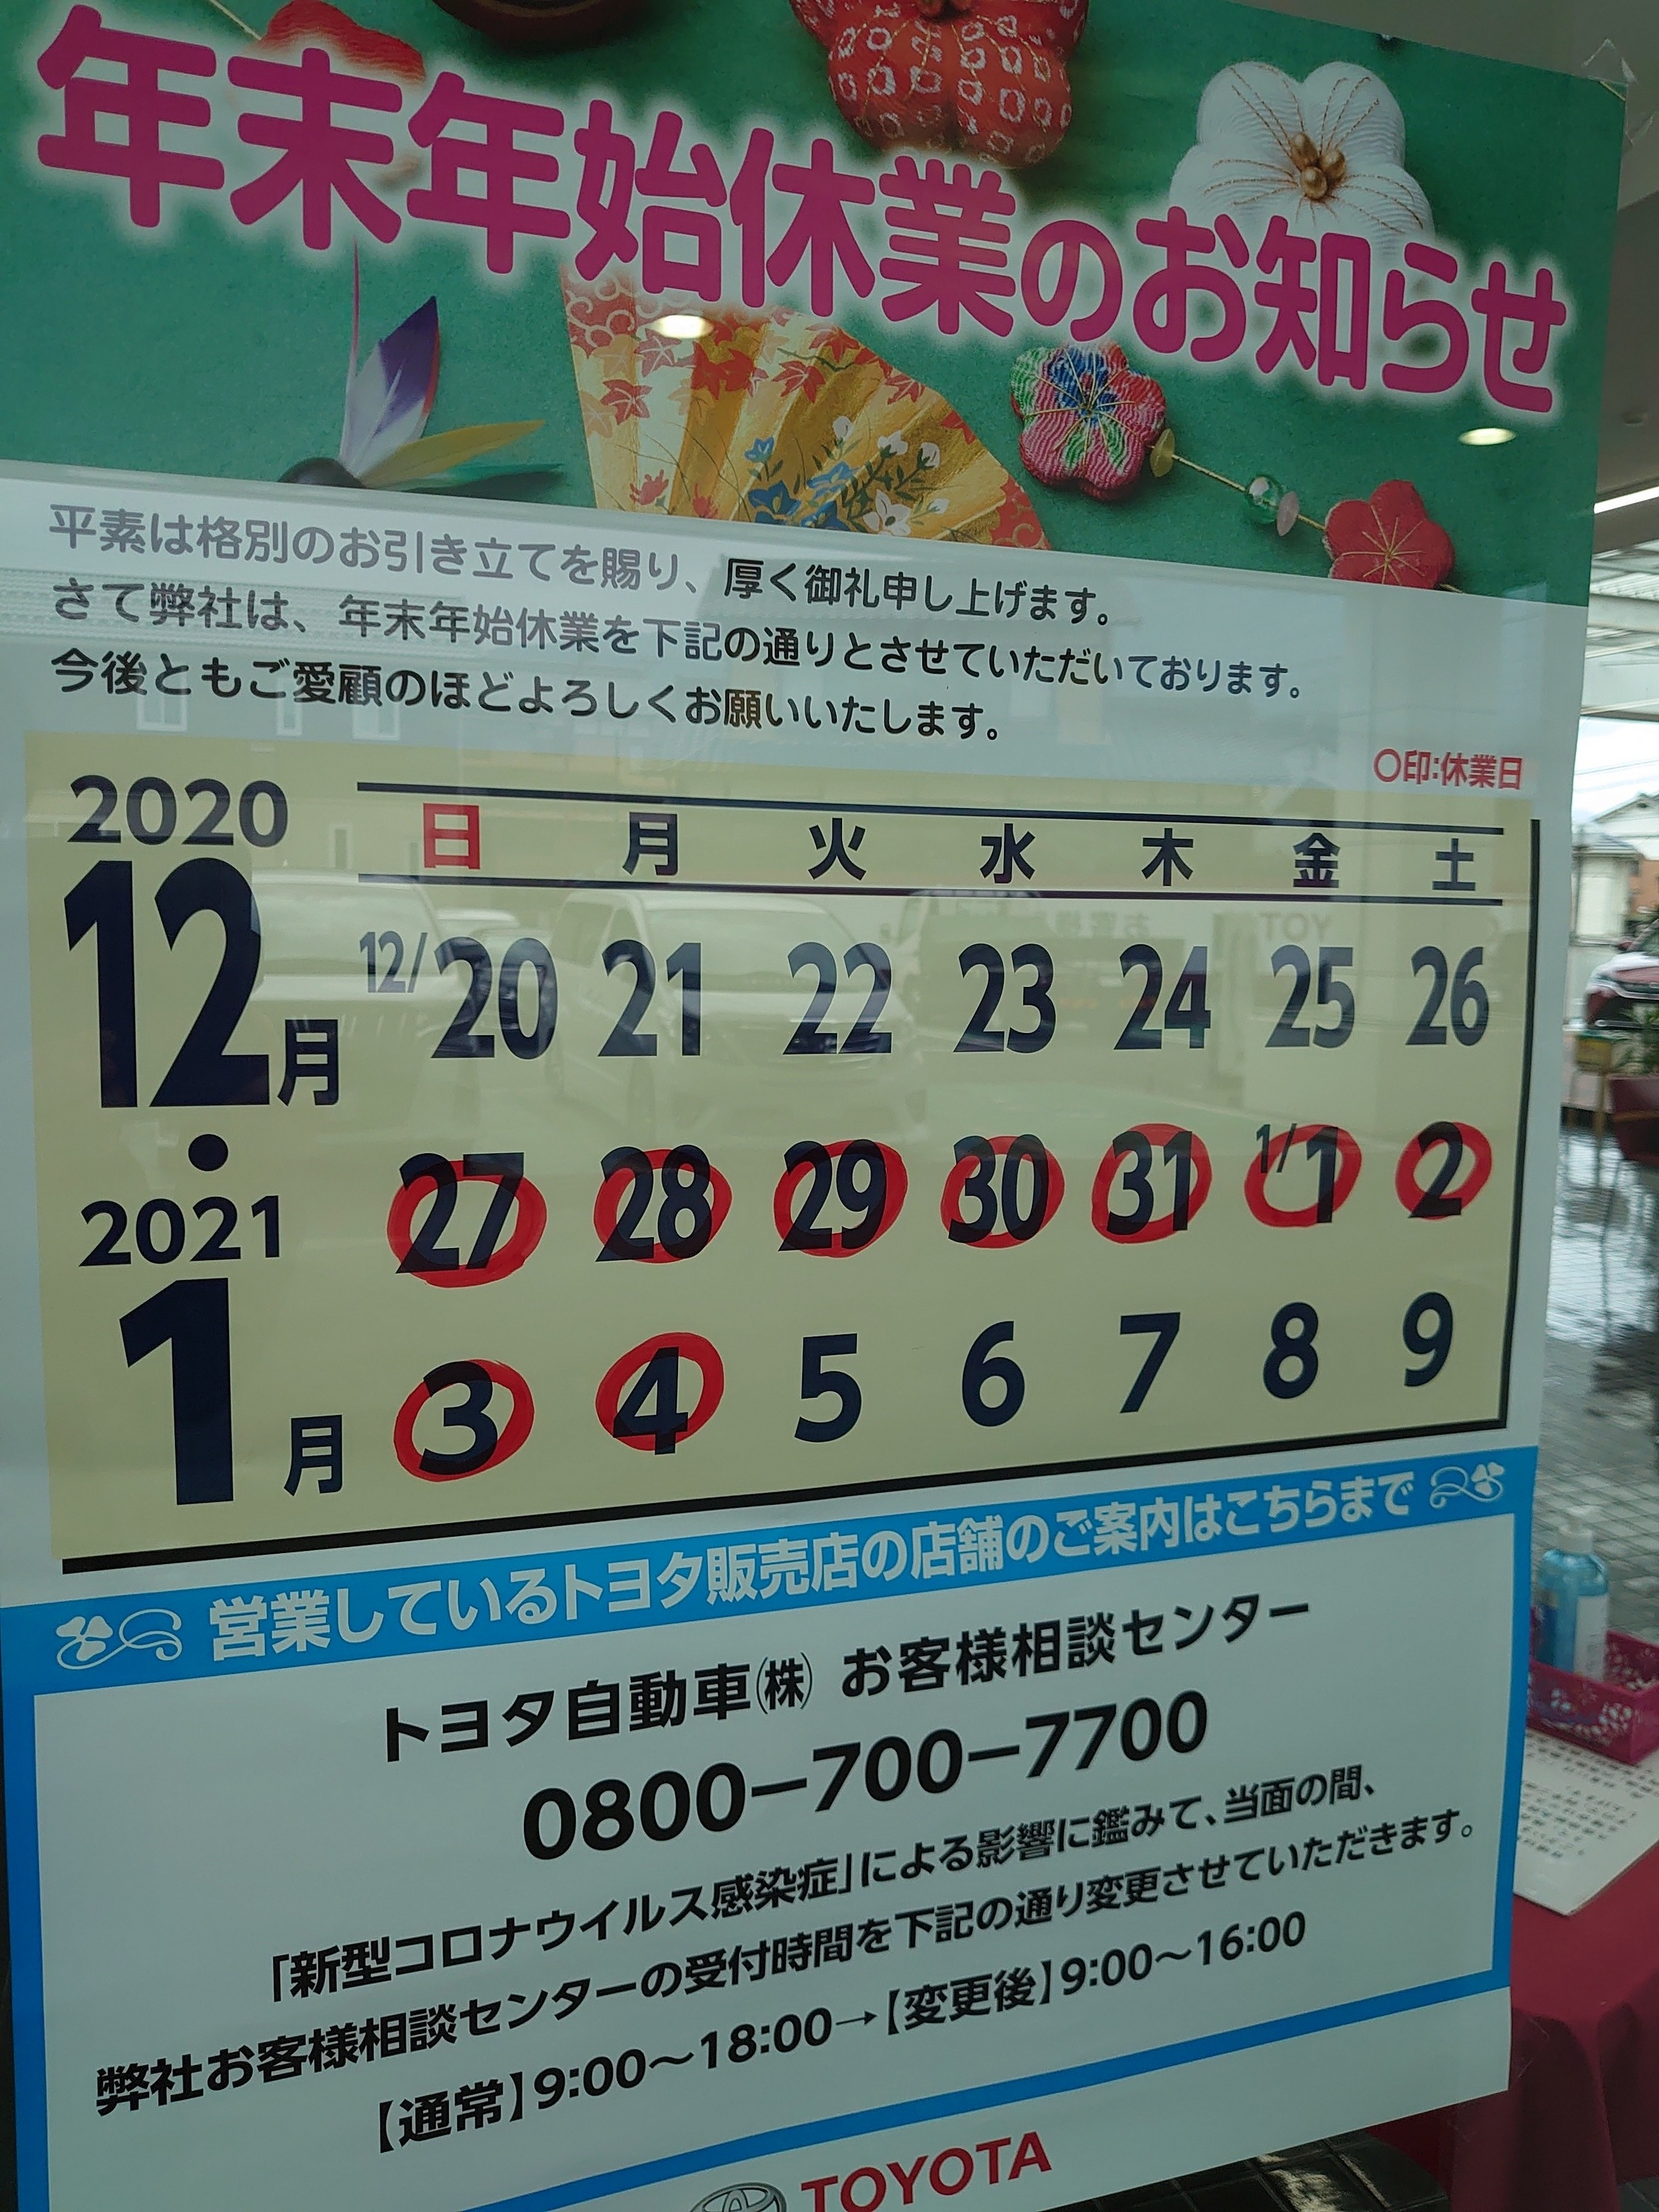 年末年始休業のお知らせ
平素は格別のお引き立てを賜り、厚く御礼申し上げます。
さて弊社は、年末年始休業を下記の通りとさせていただいております。
今後ともご愛顧のほどよろしくお願いいたします。
〇印:休業日
2020
12月
・
2021
1月
日 月 火 水 木 金 土
12/20 21 22 23 24 25 26
27 28 29 30 31 1/1 2
3 4 5 6 7 8 9
営業しているトヨタ販売店の店舗のご案内はこちらまで
トヨタ自動車(株) お客様相談センター
0800-700-7700
「新型コロナウイルス感染症」による影響に鑑みて、当面の間、
弊社お客様相談センターの受付時間を下記の通り変更させていただきます。
【通常】9:00〜18:00→【変更後】9:00〜16:00
TOYOTA